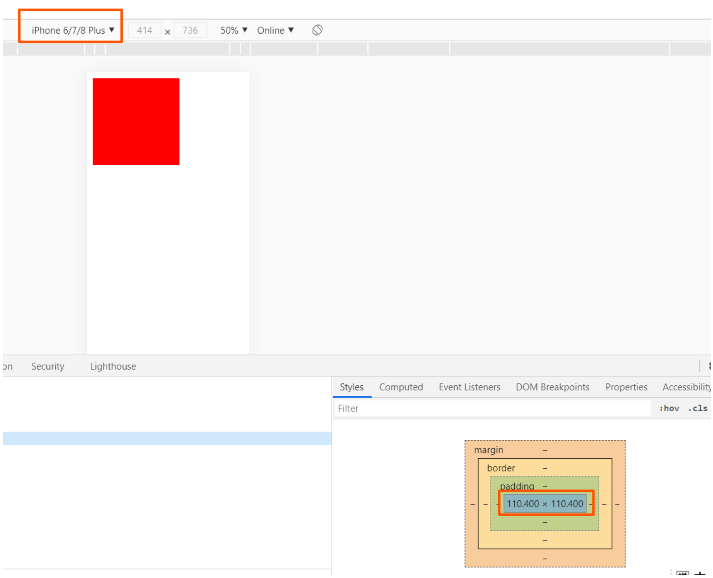 iPhone 6/7/8 Plus ▼ 414 × 736 50% ▼ Online ▼
on Security Lighthouse
Styles Computed Event Listeners DOM Breakpoints Properties Accessibility
Filter :hov .cls
margin –
border –
padding –
– – - 110.400 × 110.400 - – –
–
–
–